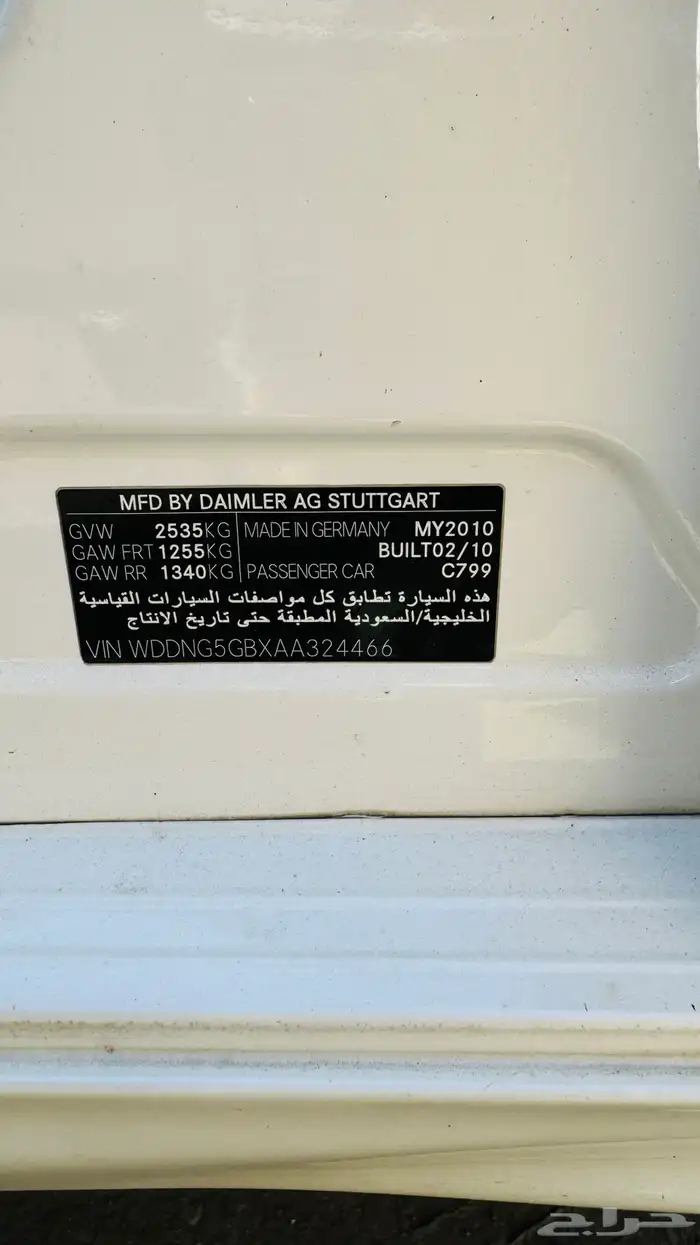 MFD BY DAIMLER AG STUTTGART
GVW 2535KG MADE IN GERMANY MY2010
GAW FRT 1255KG BUILT02/10
GAW RR 1340KG PASSENGER CAR C799
هذه السيارة تطابق كل مواصفات السيارات القياسية
الخليجية/السعودية المطبقة حتى تاريخ الانتاج
VIN WDDNG5GBXAA324466
حراج